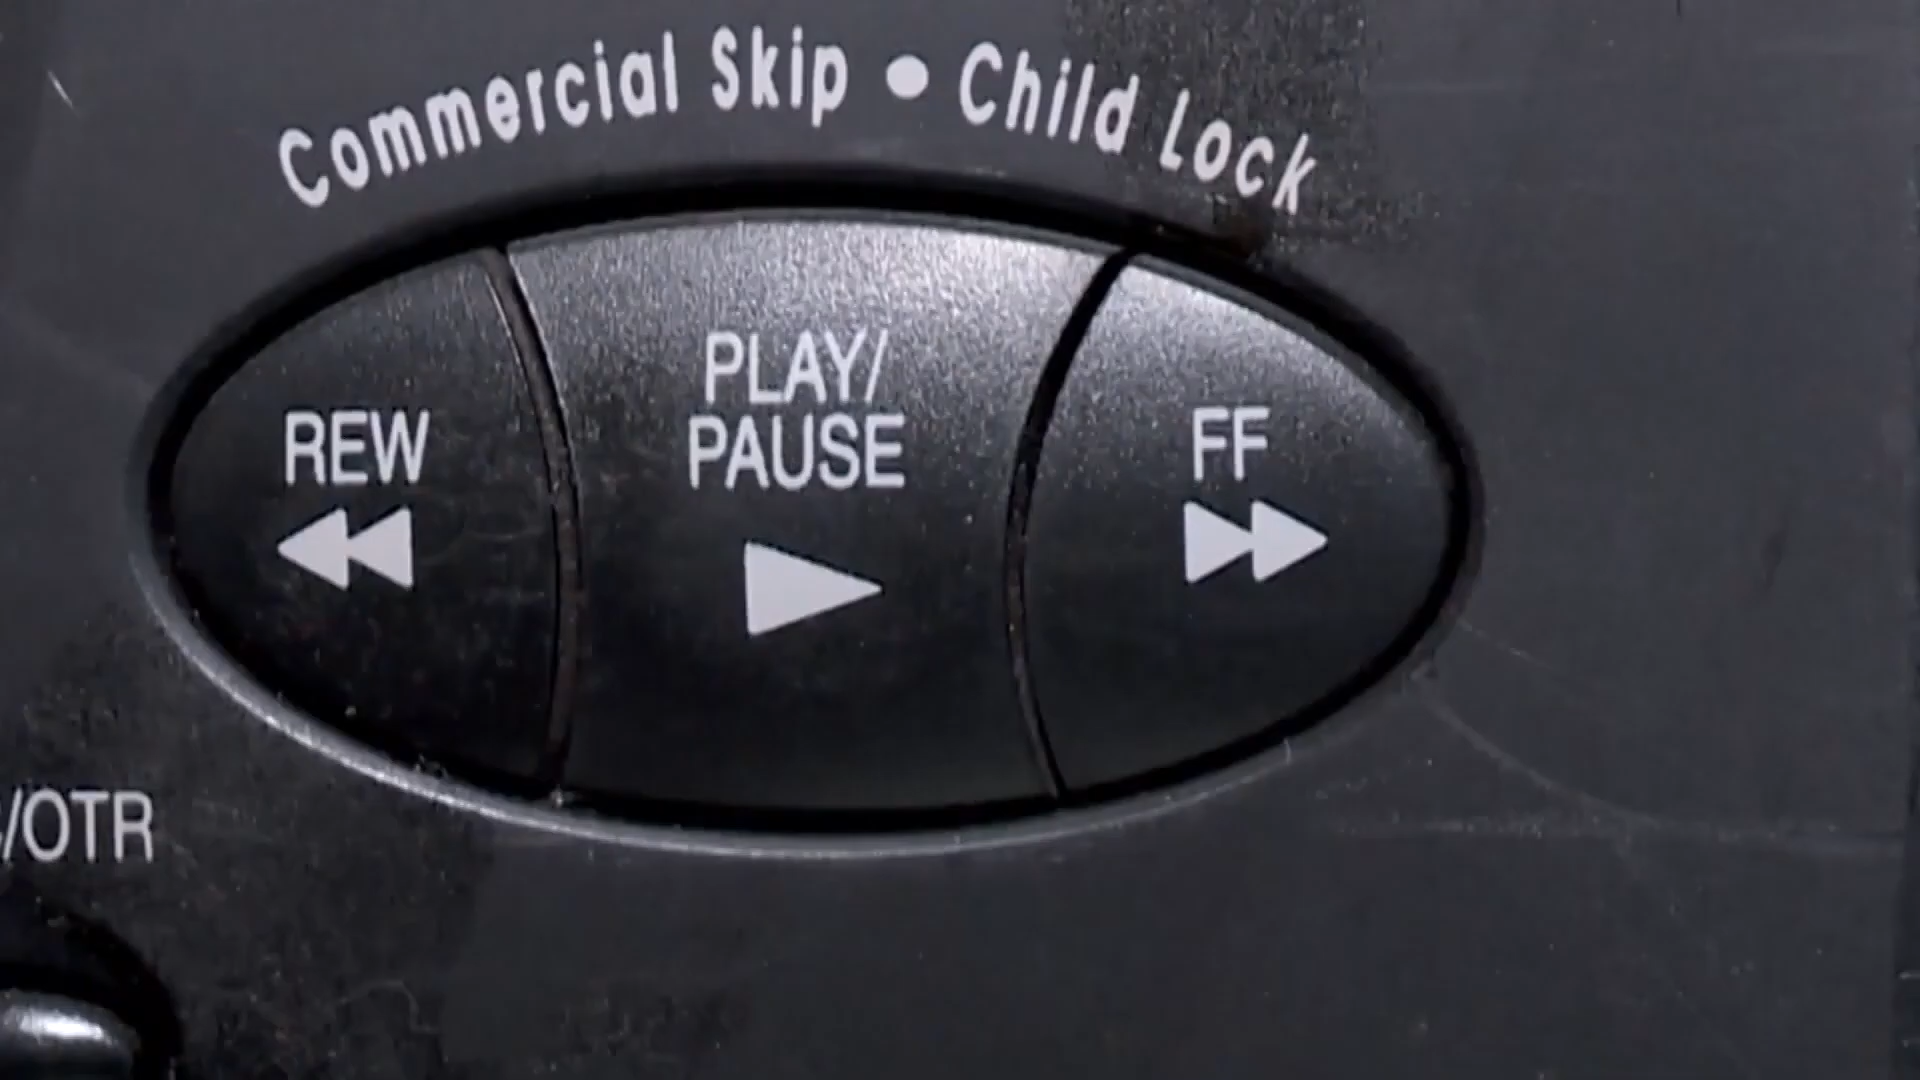 Commercial Skip • Child Lock
PLAY/
PAUSE
REW
FF
/OTR